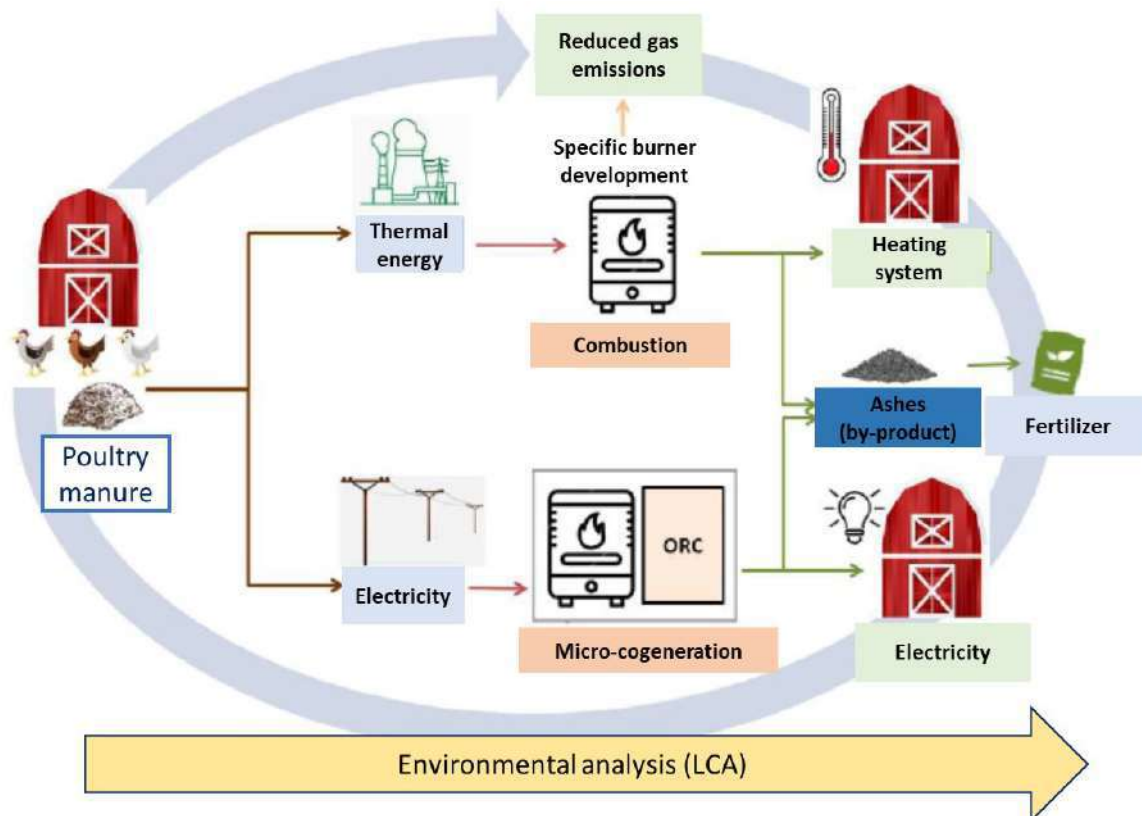 Reduced gas
emissions
Specific burner
development
Thermal
energy
Heating
system
Combustion
Ashes
(by-product)
Fertilizer
Poultry
manure
ORC
Electricity
Micro-cogeneration
Electricity
Environmental analysis (LCA)